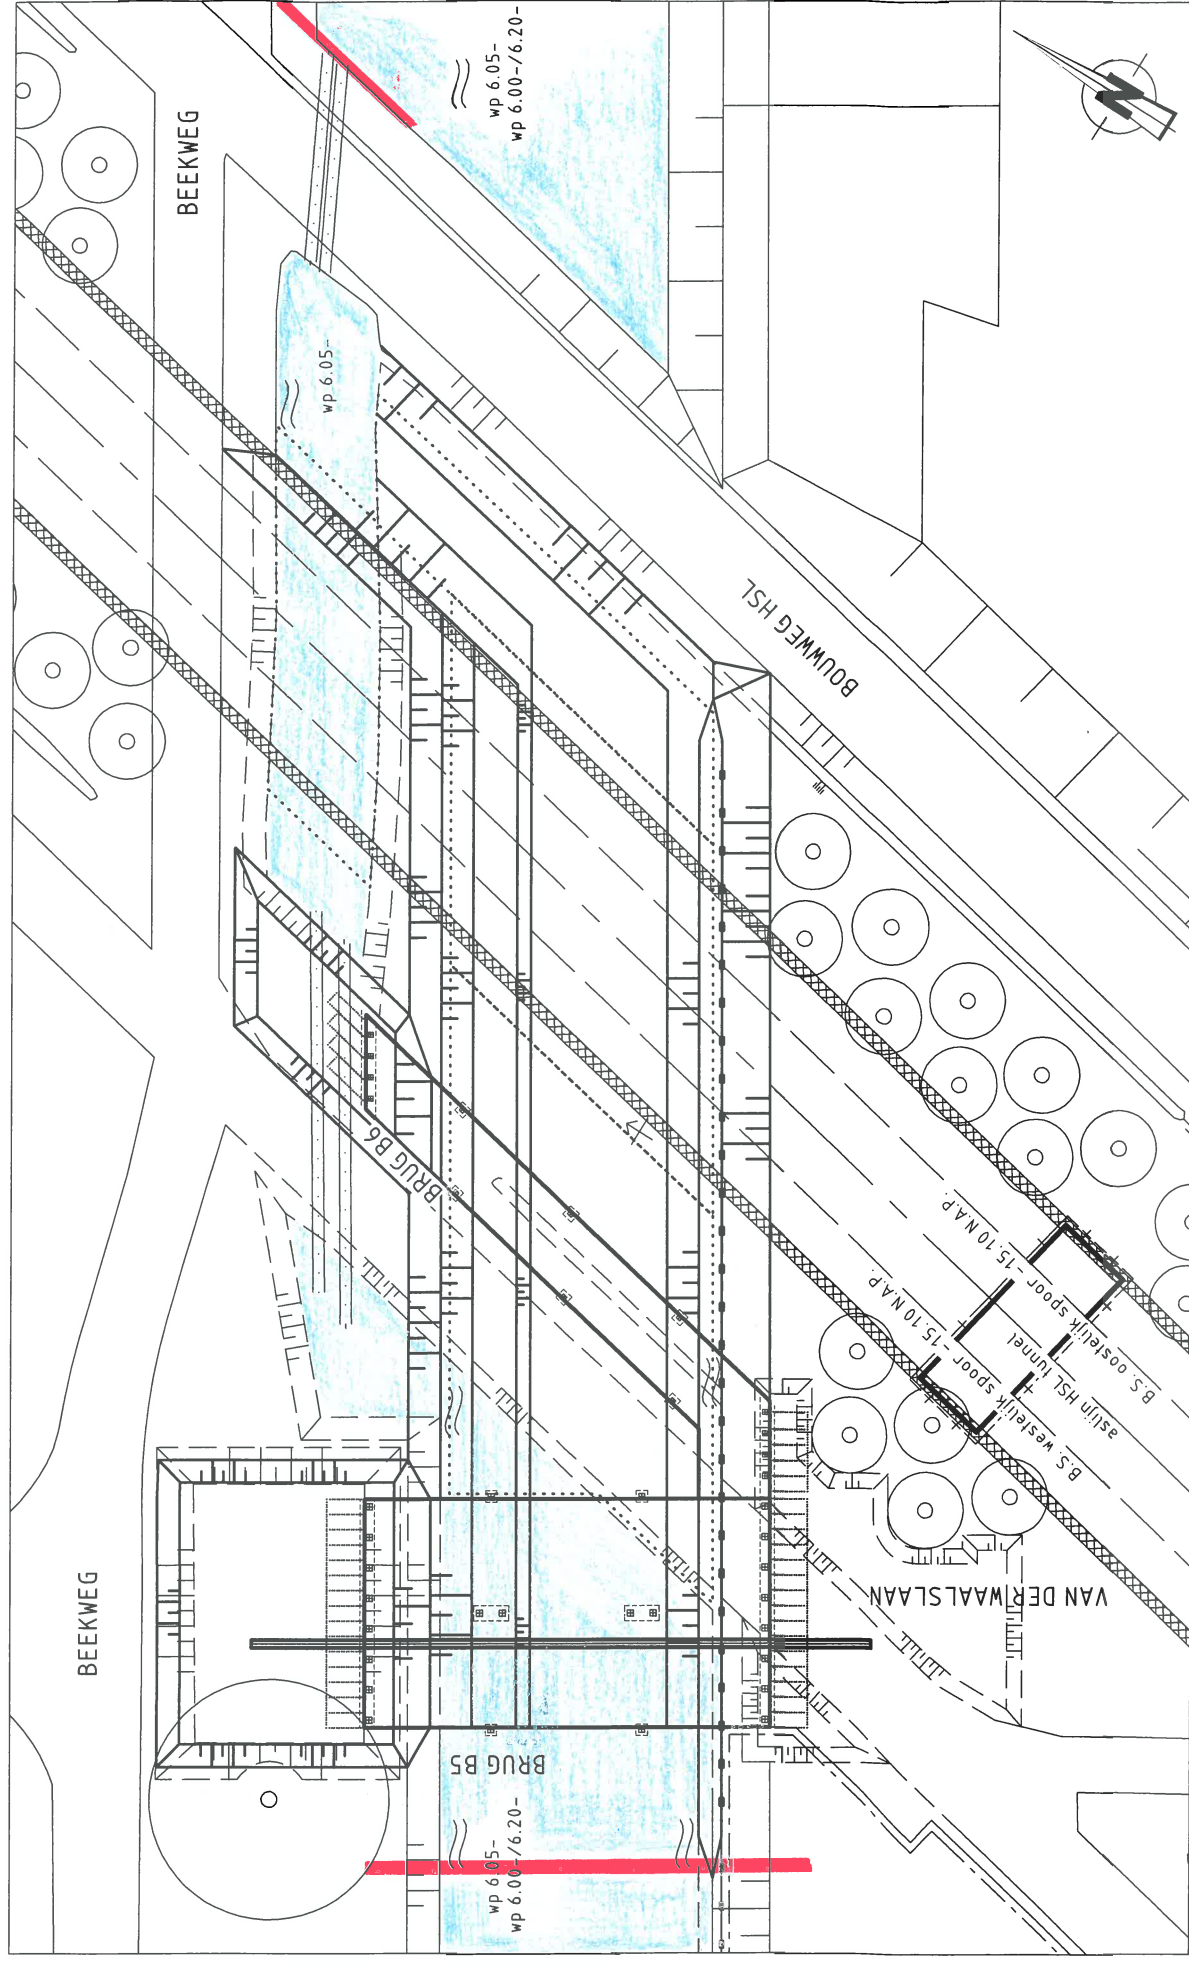 BEEKWEG
wp 6.05-
wp 6.00-/6.20-
N
wp 6.05-
BOUWWEG HSL
BRUG B6
B.S. oostelijk spoor -15.10 N.A.P.
aslijn HSL tunnel
B.S. westelijk spoor -15.10 N.A.P.
VAN DER WAALSLAAN
BEEKWEG
BRUG B5
wp 6.05-
wp 6.00-/6.20-